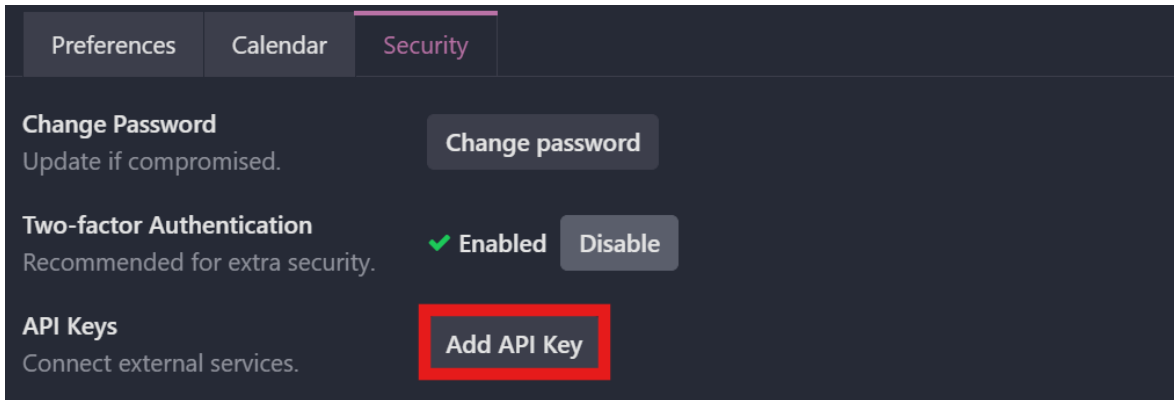 Preferences Calendar Security
Change Password
Update if compromised.
Change password
Two-factor Authentication
Recommended for extra security.
Enabled Disable
API Keys
Connect external services.
Add API Key